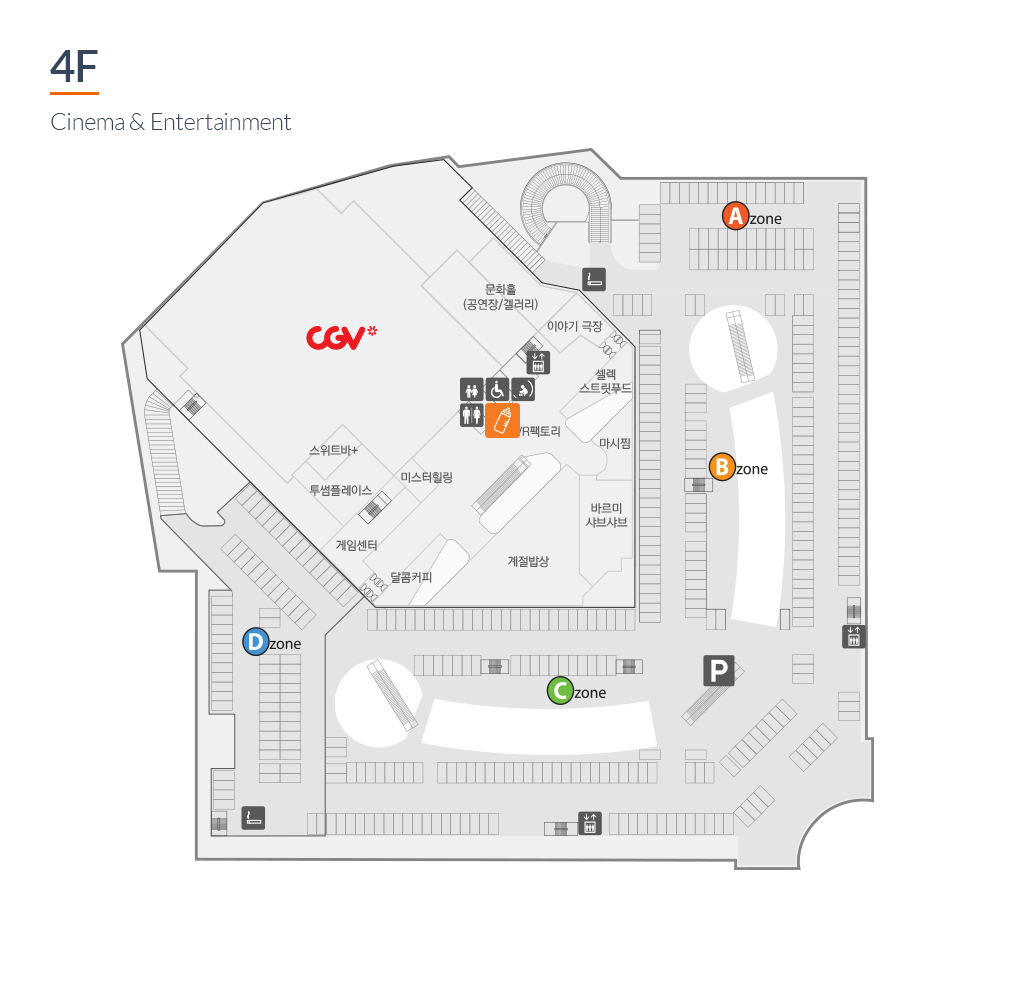 4F
Cinema & Entertainment
A zone
문화홀
(공연장/갤러리)
이야기 극장
CGV
셀렉
스트릿푸드
VR팩토리
마시찜
스위트바+
미스터힐링
B zone
투썸플레이스
바르미
샤브샤브
게임센터
계절밥상
달콤커피
D zone
P
C zone